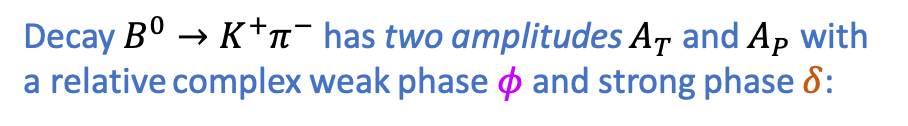 Decay B⁰ → K⁺π⁻ has two amplitudes A_T and A_P with
a relative complex weak phase ϕ and strong phase δ: